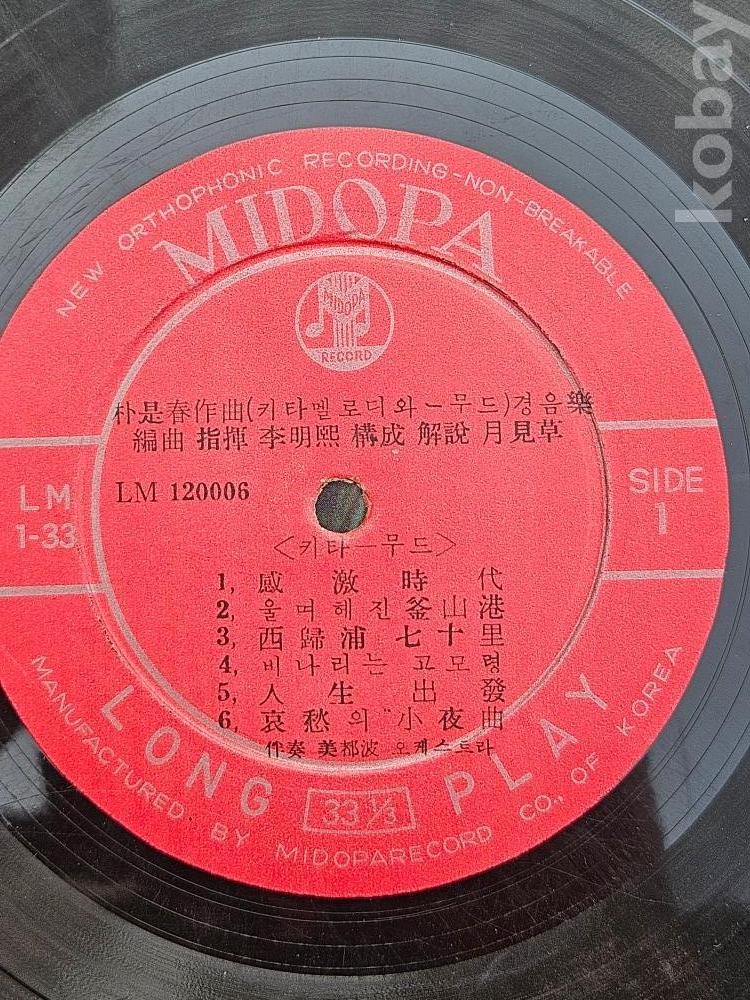 kobay
NEW ORTHOPHONIC RECORDING-NON-BREAKABLE
MIDOPA
MIDOPA
RECORD
朴是春作曲(키타멜로디와ー무드)경음樂
編曲 指揮 李明熙 構成 解說 月見草
LM 120006
LM
1-33
SIDE
1
<키타ー무드>
1, 感激時代
2, 울며헤진釜山港
3, 西歸浦七十里
4, 비나리는고모령
5, 人生出發
6, 哀愁의"小夜曲
伴奏 美都波 오케스트라
LONG PLAY
33 1/3
MANUFACTURED BY MIDOPARECORD CO., OF KOREA